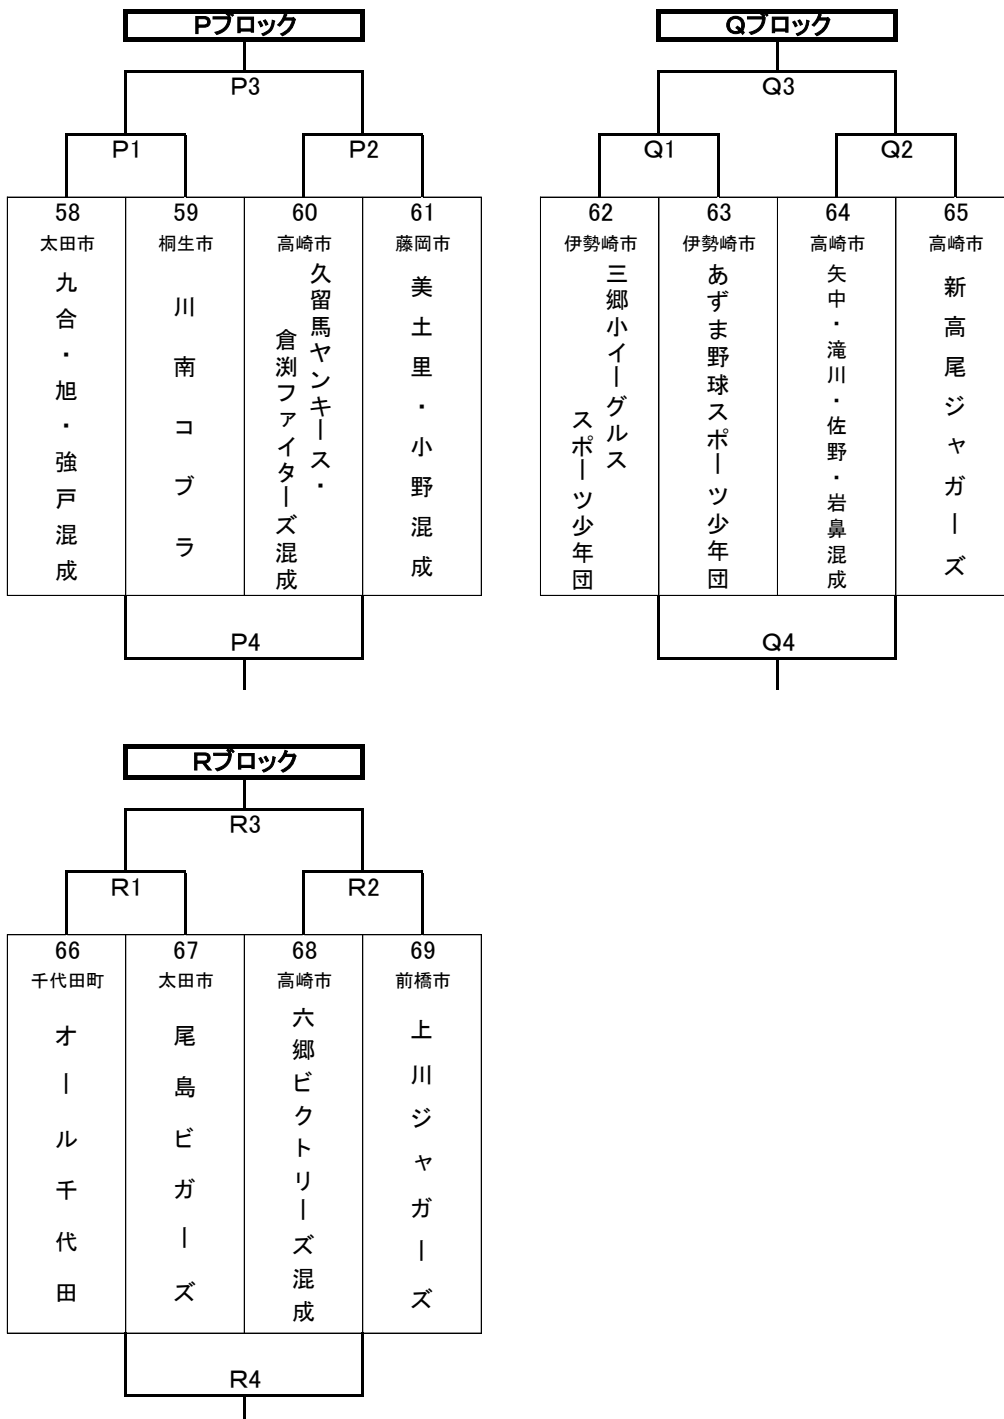 Pブロック
P3
P1
P2
58
太田市
九合・旭・強戸混成
59
桐生市
川南コブラ
60
高崎市
久留馬ヤンキース・
倉渕ファイターズ混成
61
藤岡市
美土里・小野混成
P4
Qブロック
Q3
Q1
Q2
62
伊勢崎市
三郷小イーグルス
スポーツ少年団
63
伊勢崎市
あずま野球スポーツ少年団
64
高崎市
矢中・滝川・佐野・岩鼻混成
65
高崎市
新高尾ジャガーズ
Q4
Rブロック
R3
R1
R2
66
千代田町
オール千代田
67
太田市
尾島ビガーズ
68
高崎市
六郷ビクトリーズ混成
69
前橋市
上川ジャガーズ
R4